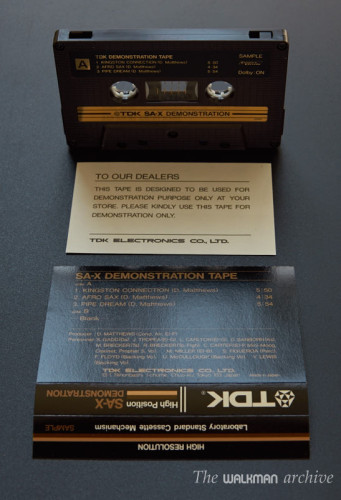 A
TDK DEMONSTRATION TAPE
1. KINGSTON CONNECTION (D. Matthews) 5:50
2. AFRO SAX (D. Matthews) 4:34
3. PIPE DREAM (D. Matthews) 5:54
SAMPLE
Dolby: ON
TDK SA-X DEMONSTRATION
TO OUR DEALERS
THIS TAPE IS DESIGNED TO BE USED FOR
DEMONSTRATION PURPOSE ONLY AT YOUR
STORE. PLEASE KINDLY USE THIS TAPE FOR
DEMONSTRATION ONLY.
TDK ELECTRONICS CO., LTD.
SA-X DEMONSTRATION TAPE
A
1. KINGSTON CONNECTION (D. Matthews) 5:50
2. AFRO SAX (D. Matthews) 4:34
3. PIPE DREAM (D. Matthews) 5:54
B
Blank
TDK ELECTRONICS CO., LTD.
TDK
High Position
SA-X
DEMONSTRATION
Laboratory Standard Cassette Mechanism
SAMPLE
HIGH RESOLUTION
The WALKMAN archive